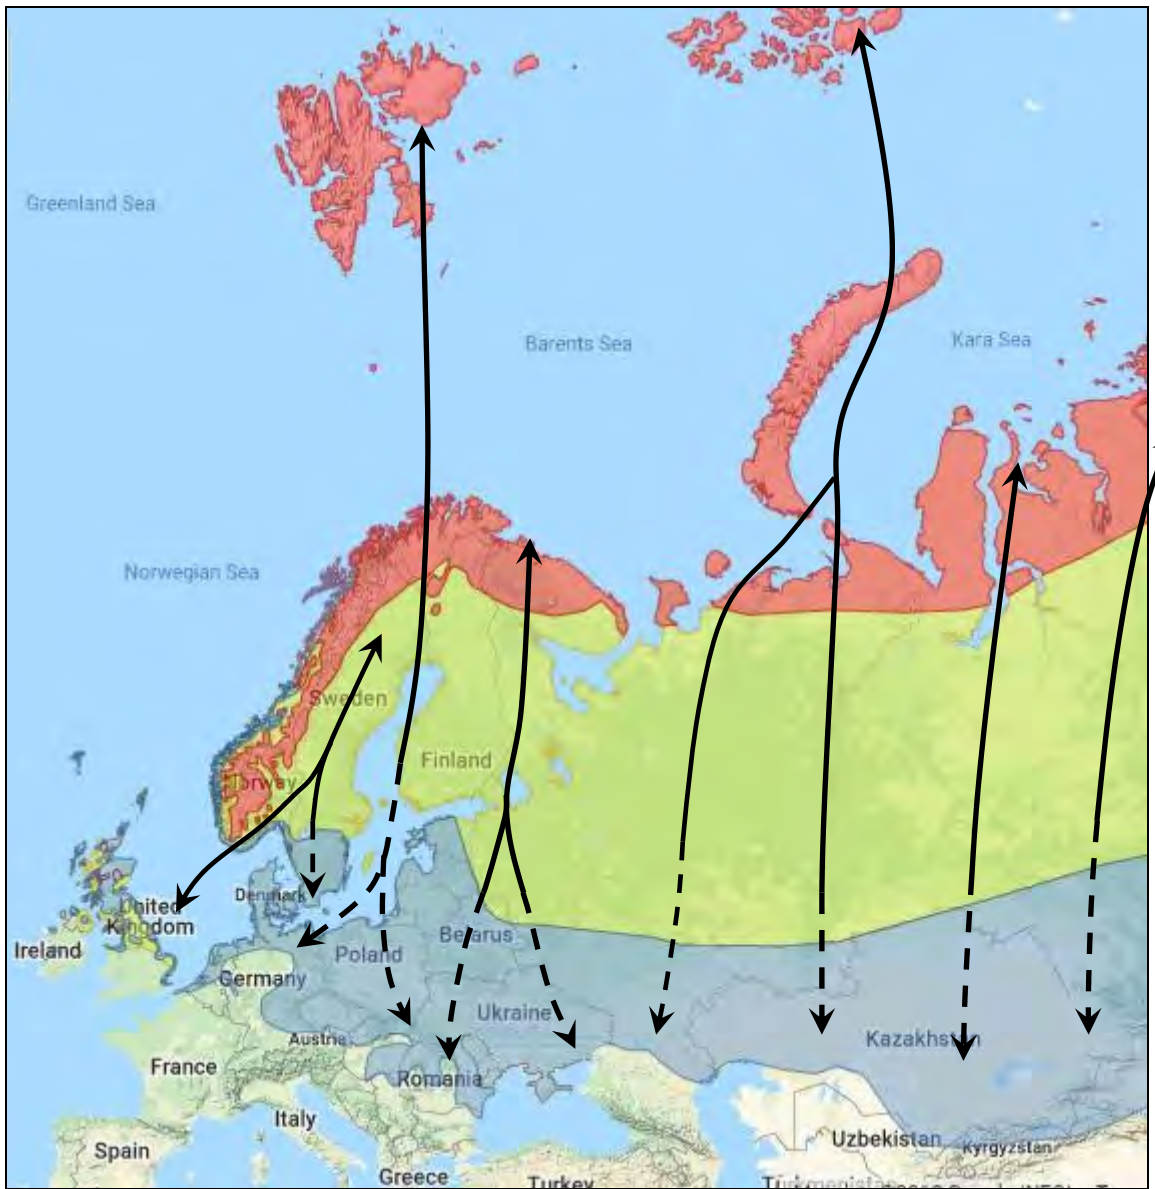 Greenland Sea
Barents Sea
Kara Sea
Norwegian Sea
Sweden
Finland
Norway
Denmark
United
Kingdom
Ireland
Belarus
Poland
Germany
Ukraine
Austria
Kazakhstan
France
Romania
Italy
Uzbekistan
Kyrgyzstan
Spain
Greece
Turkey